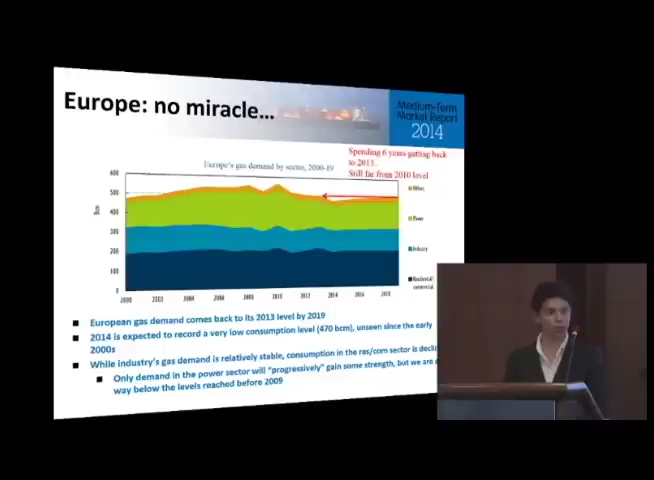 Europe: no miracle...
Medium-Term
Market Report
2014
Spending 6 years getting back
to 2013.
Still far from 2010 level
Europe's gas demand by sector, 2000-19
600
500
400
300
200
100
0
Bcm
2000 2002 2004 2006 2008 2010 2012 2014 2016 2018
Others
Power
Industry
Residential/
commercial
European gas demand comes back to its 2013 level by 2019
2014 is expected to record a very low consumption level (470 bcm), unseen since the early
2000s
While industry's gas demand is relatively stable, consumption in the res/com sector is
Only demand in the power sector will "progressively" gain some strength, but we are
way below the levels reached before 2009